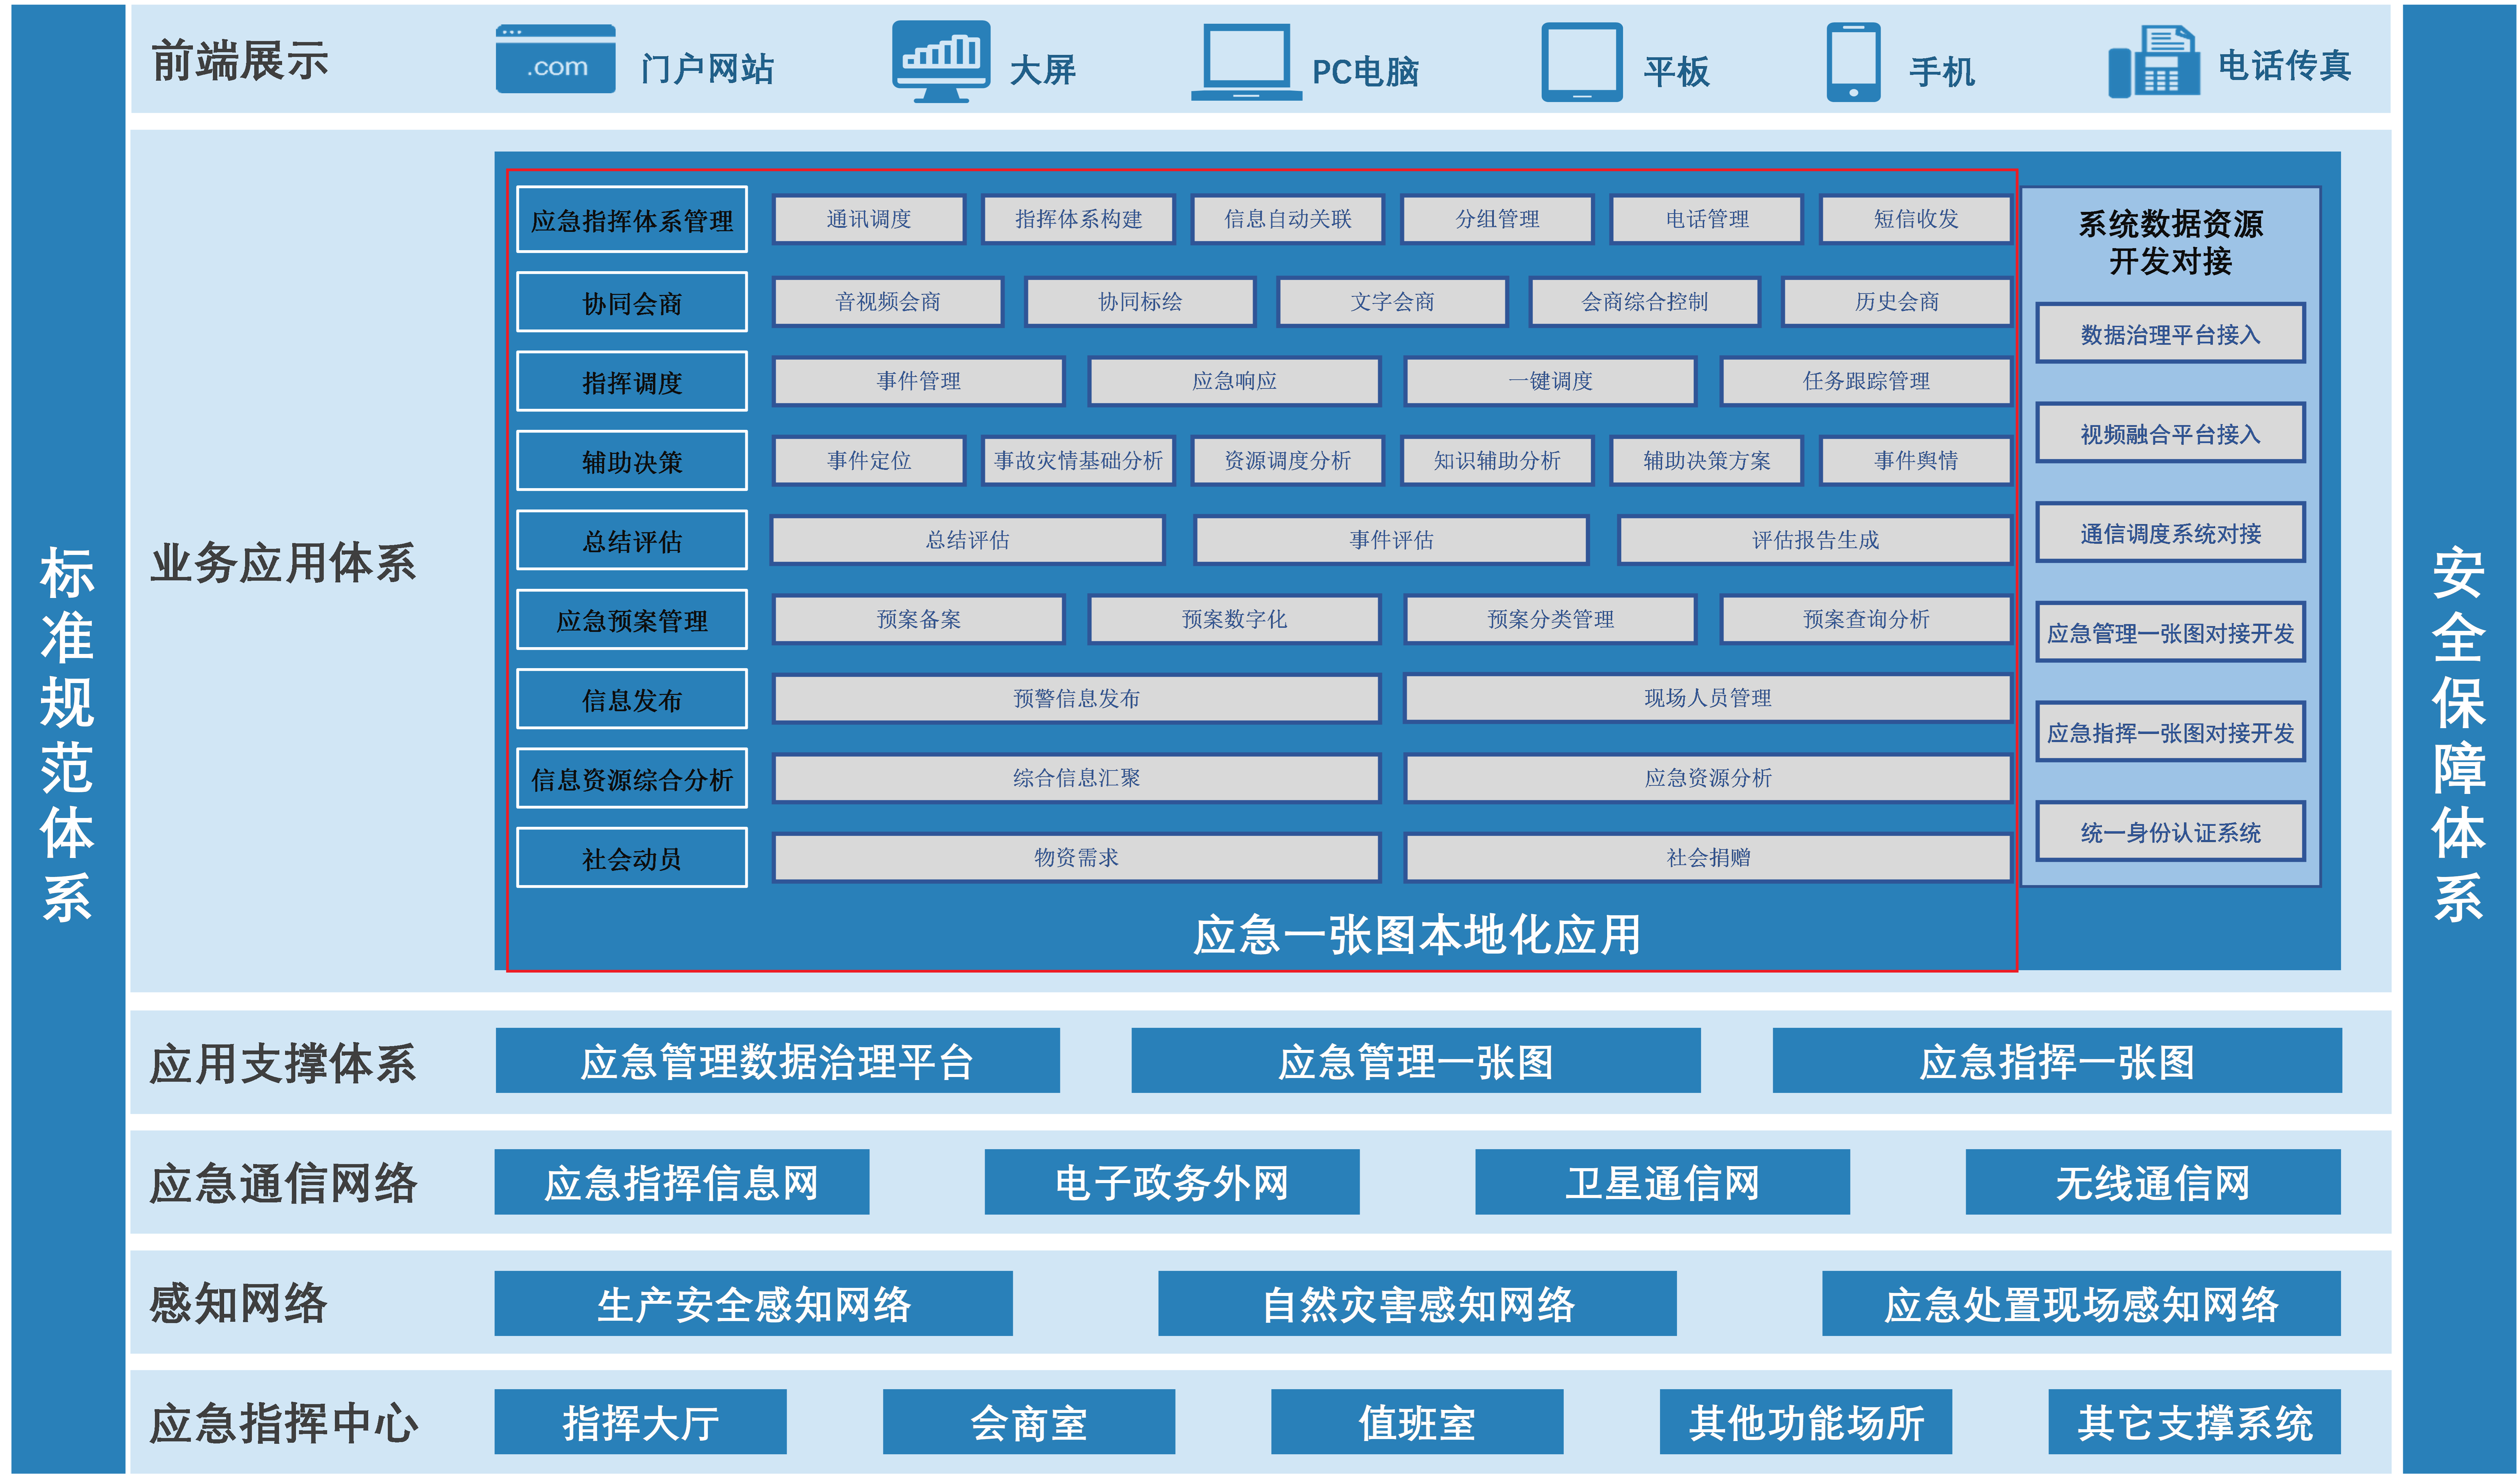 标准规范体系
前端展示
.com
门户网站
大屏
PC电脑
平板
手机
电话传真
业务应用体系
应急指挥体系管理
通讯调度
指挥体系构建
信息自动关联
分组管理
电话管理
短信收发
协同会商
音视频会商
协同标绘
文字会商
会商综合控制
历史会商
指挥调度
事件管理
应急响应
一键调度
任务跟踪管理
辅助决策
事件定位
事故灾情基础分析
资源调度分析
知识辅助分析
辅助决策方案
事件舆情
总结评估
总结评估
事件评估
评估报告生成
应急预案管理
预案备案
预案数字化
预案分类管理
预案查询分析
信息发布
预警信息发布
现场人员管理
信息资源综合分析
综合信息汇聚
应急资源分析
社会动员
物资需求
社会捐赠
应急一张图本地化应用
系统数据资源
开发对接
数据治理平台接入
视频融合平台接入
通信调度系统对接
应急管理一张图对接开发
应急指挥一张图对接开发
统一身份认证系统
应用支撑体系
应急管理数据治理平台
应急管理一张图
应急指挥一张图
应急通信网络
应急指挥信息网
电子政务外网
卫星通信网
无线通信网
感知网络
生产安全感知网络
自然灾害感知网络
应急处置现场感知网络
应急指挥中心
指挥大厅
会商室
值班室
其他功能场所
其它支撑系统
安全保障体系